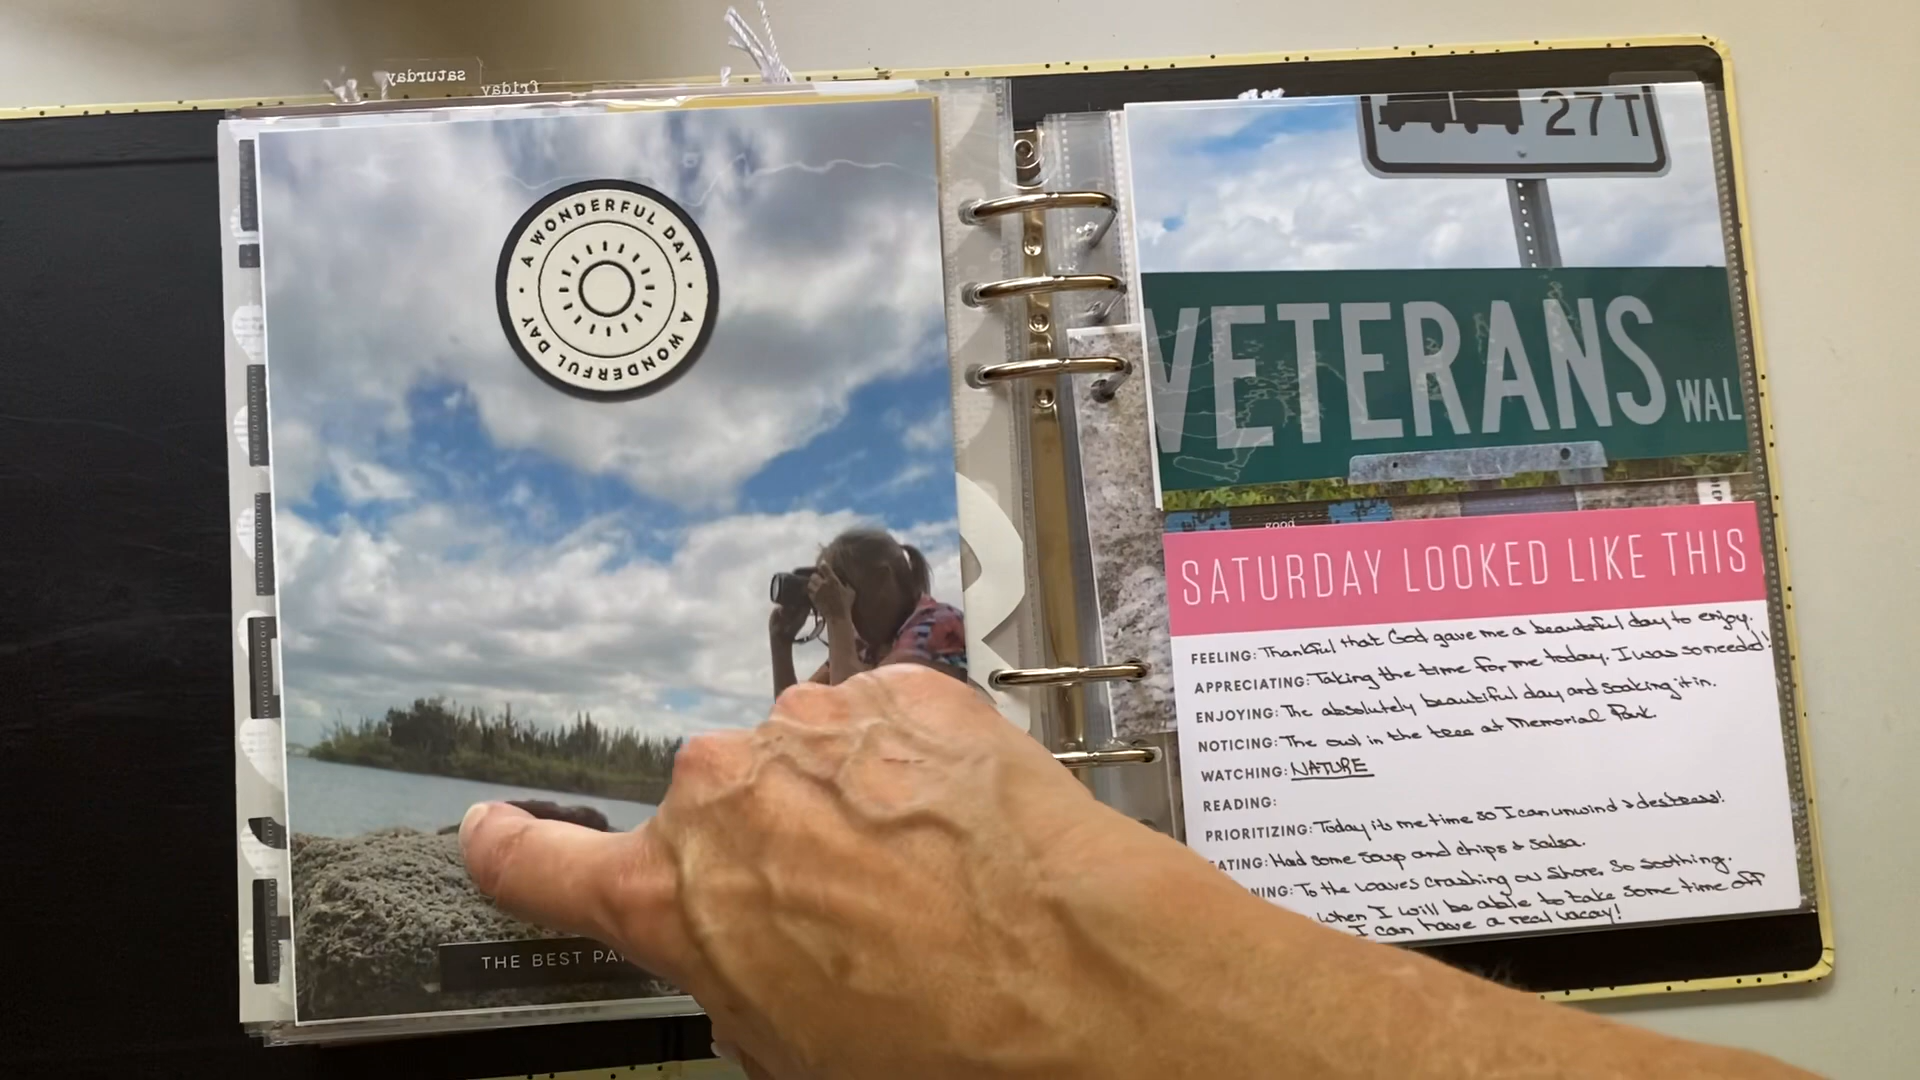 saturday
friday
A WONDERFUL DAY · A WONDERFUL DAY ·
THE BEST PA
27T
VETERANS WAL
good
SATURDAY LOOKED LIKE THIS
FEELING: Thankful that God gave me a beautiful day to enjoy.
APPRECIATING: Taking the time for me today. I was so needed!
ENJOYING: The absolutely beautiful day and soaking it in.
NOTICING: The owl in the tree at Memorial Park.
WATCHING: NATURE
READING:
PRIORITIZING: Today its me time so I can unwind & destress!
ATING: Had some soup and chips & salsa.
NING: To the waves crashing on shore. So soothing.
when I will be able to take some time off
I can have a real vacay!